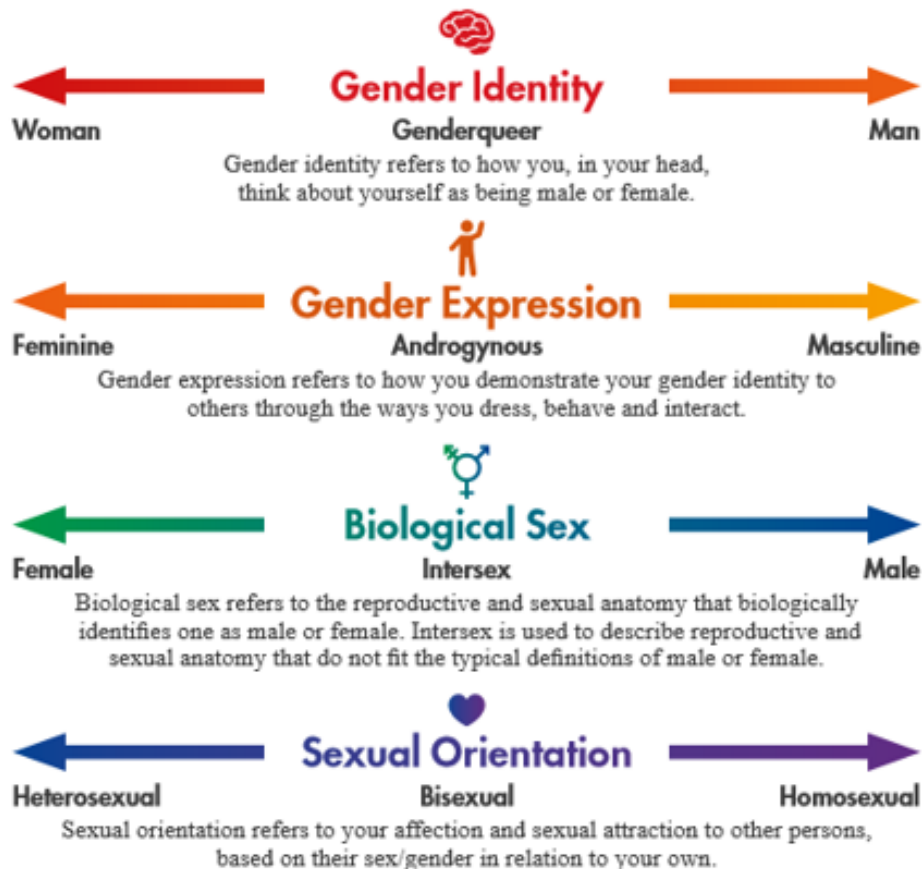 Gender Identity
Woman Genderqueer Man
Gender identity refers to how you, in your head,
think about yourself as being male or female.
Gender Expression
Feminine Androgynous Masculine
Gender expression refers to how you demonstrate your gender identity to
others through the ways you dress, behave and interact.
Biological Sex
Female Intersex Male
Biological sex refers to the reproductive and sexual anatomy that biologically
identifies one as male or female. Intersex is used to describe reproductive and
sexual anatomy that do not fit the typical definitions of male or female.
Sexual Orientation
Heterosexual Bisexual Homosexual
Sexual orientation refers to your affection and sexual attraction to other persons,
based on their sex/gender in relation to your own.